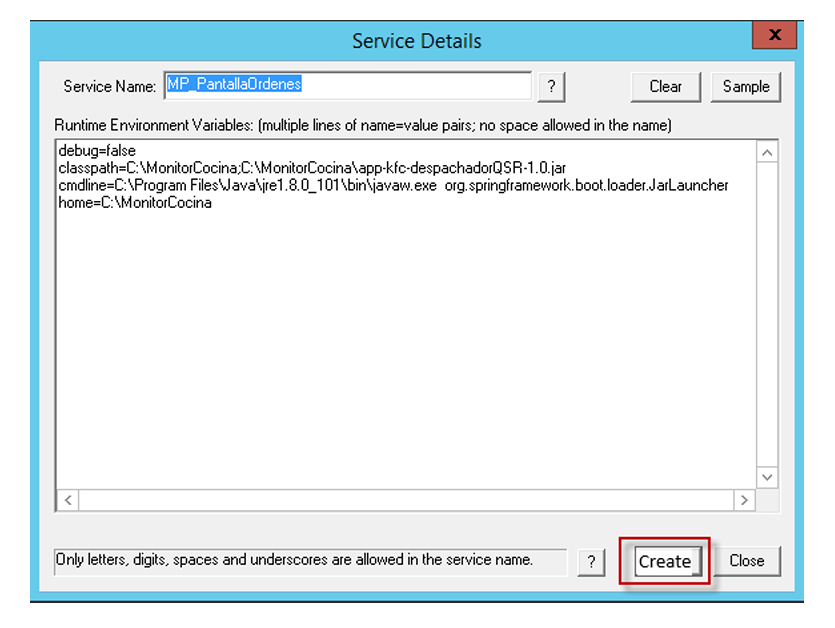 Service Details
x
Service Name: MP_PantallaOrdenes ? Clear Sample
Runtime Environment Variables: (multiple lines of name=value pairs; no space allowed in the name)
debug=false
classpath=C:\MonitorCocina;C:\MonitorCocina\app-kfc-despachadorQSR-1.0.jar
cmdline=C:\Program Files\Java\jre1.8.0_101\bin\javaw.exe  org.springframework.boot.loader.JarLauncher
home=C:\MonitorCocina
Only letters, digits, spaces and underscores are allowed in the service name. ? Create Close